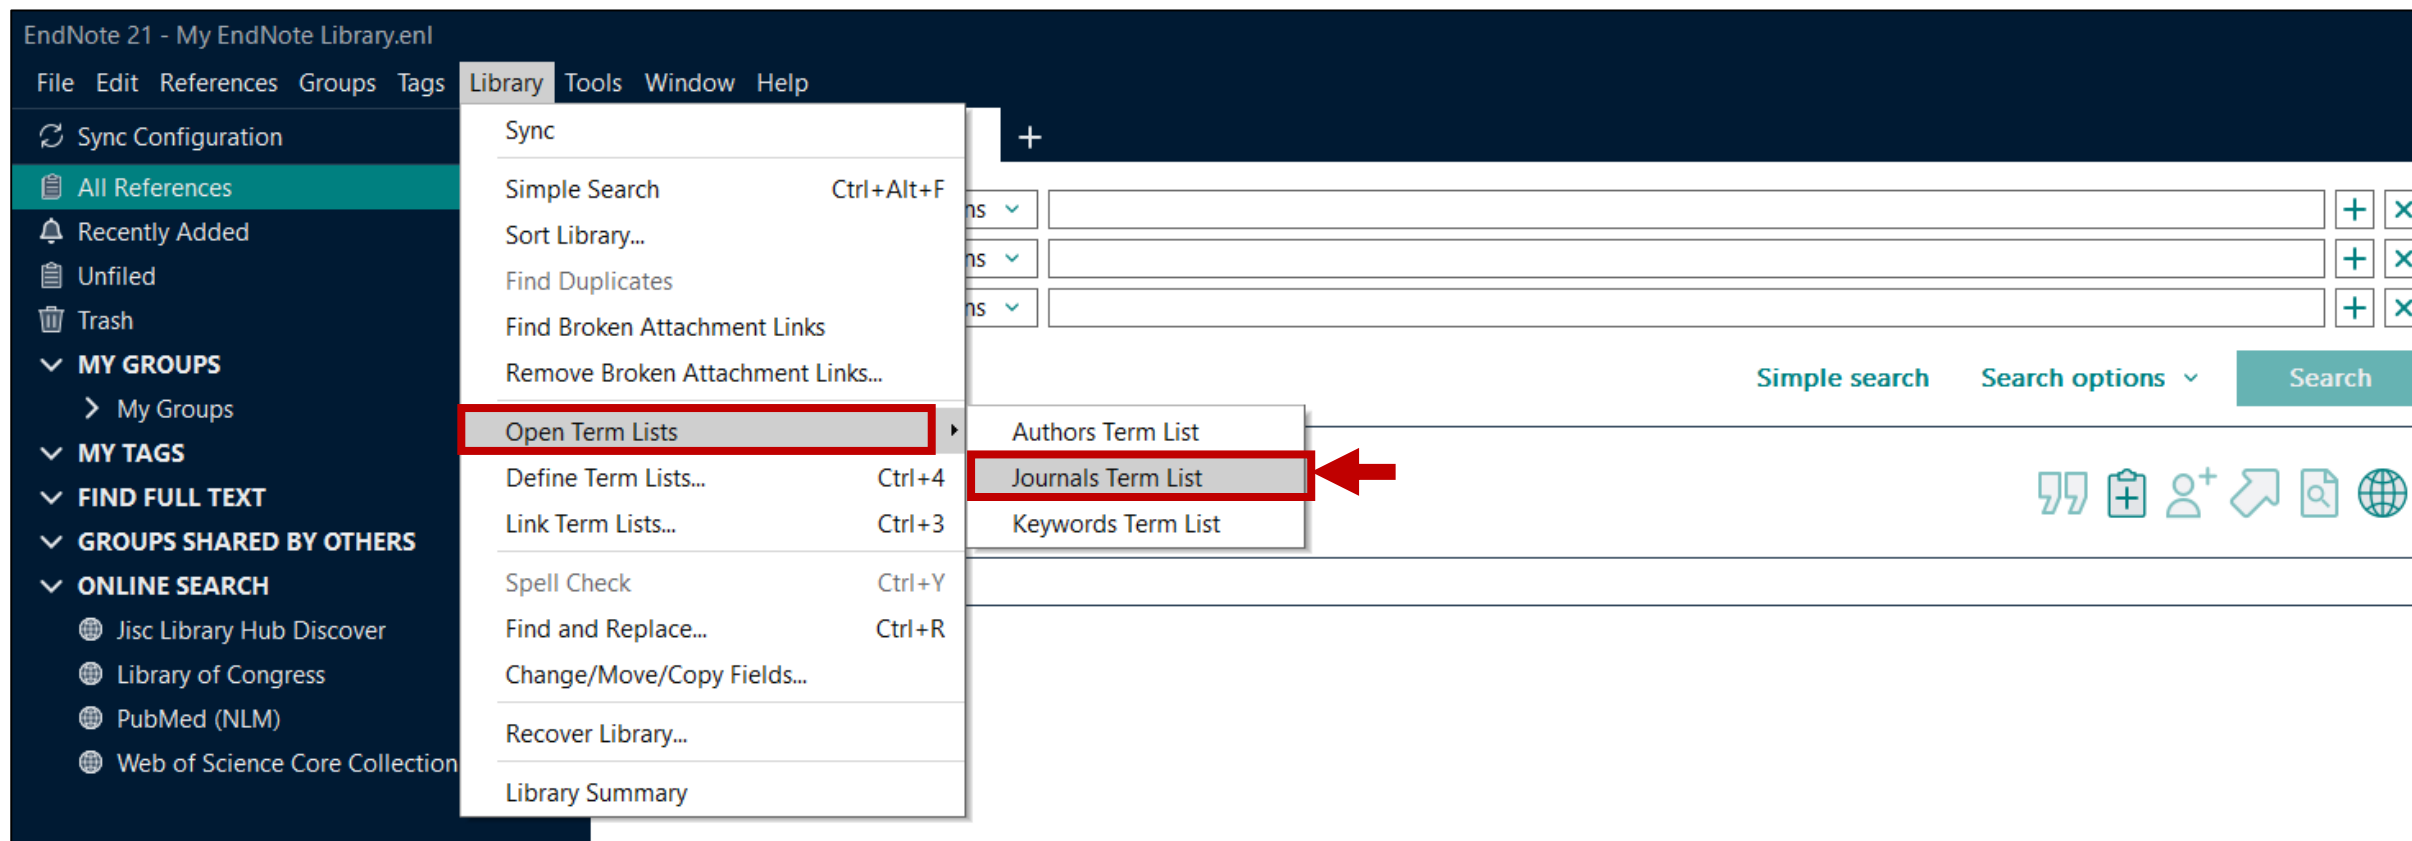 EndNote 21 - My EndNote Library.enl
File Edit References Groups Tags Library Tools Window Help
Sync Configuration
All References
Recently Added
Unfiled
Trash
MY GROUPS
My Groups
MY TAGS
FIND FULL TEXT
GROUPS SHARED BY OTHERS
ONLINE SEARCH
Jisc Library Hub Discover
Library of Congress
PubMed (NLM)
Web of Science Core Collection
Sync
Simple Search Ctrl+Alt+F
Sort Library...
Find Duplicates
Find Broken Attachment Links
Remove Broken Attachment Links...
Open Term Lists
Define Term Lists... Ctrl+4
Link Term Lists... Ctrl+3
Spell Check Ctrl+Y
Find and Replace... Ctrl+R
Change/Move/Copy Fields...
Recover Library...
Library Summary
Authors Term List
Journals Term List
Keywords Term List
ns
ns
ns
Simple search Search options Search